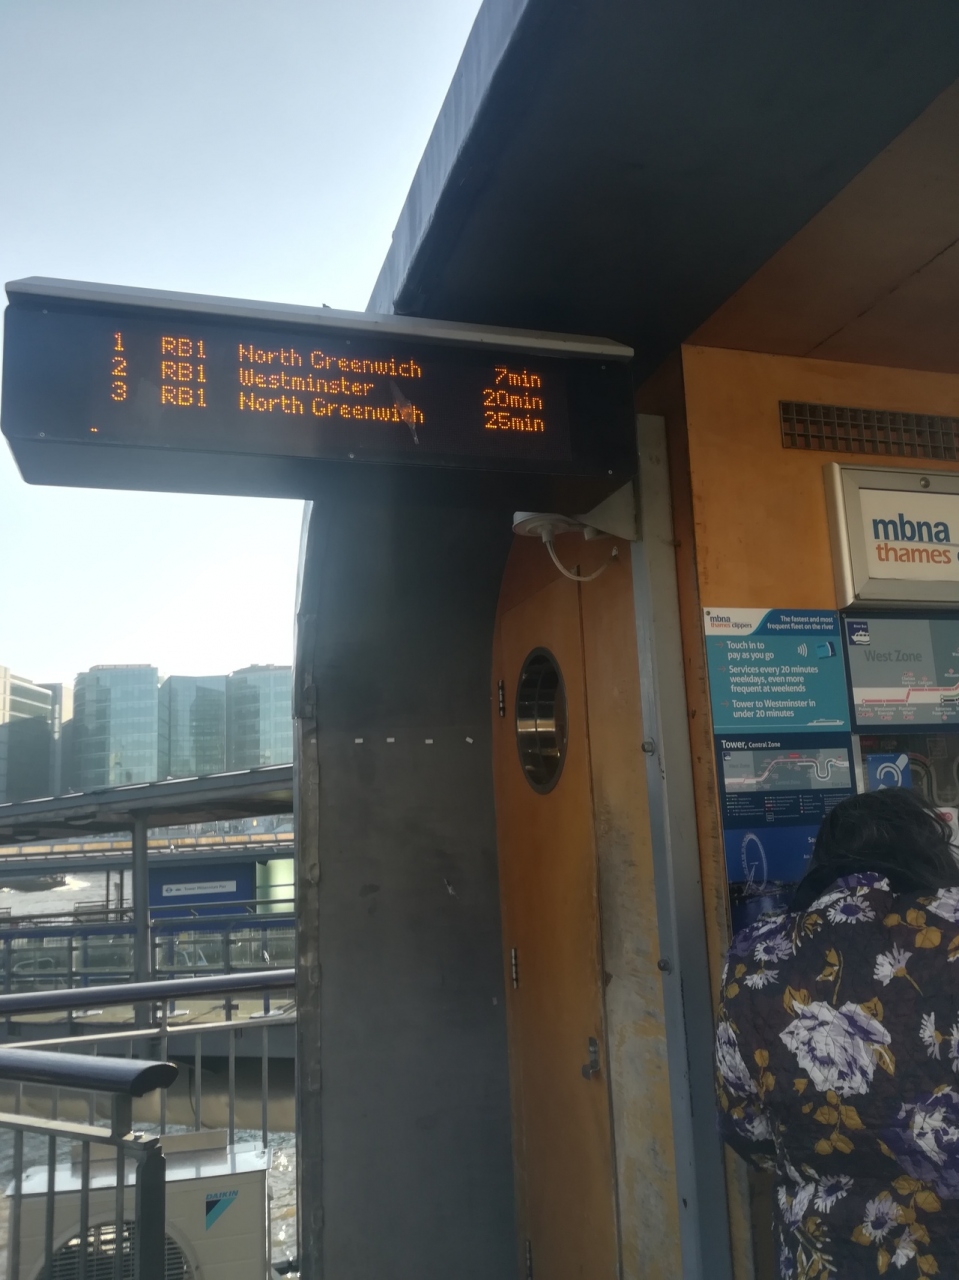 1 RB1 North Greenwich 7min
2 RB1 Westminster 20min
3 RB1 North Greenwich 25min
mbna
thames
mbna
thames clippers
The fastest and most
frequent fleet on the river
Touch in to
pay as you go
Services every 20 minutes
weekdays, even more
frequent at weekends
Tower to Westminster in
under 20 minutes
West Zone
Tower, Central Zone
DAIKIN